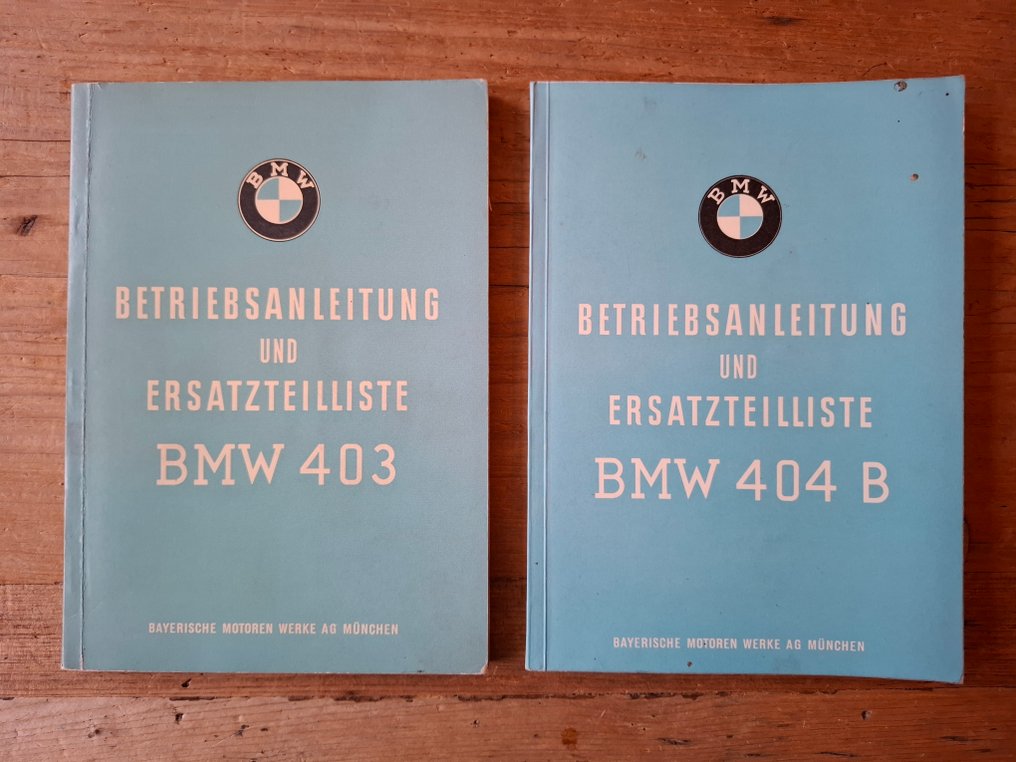 BMW
BETRIEBSANLEITUNG
UND
ERSATZTEILLISTE
BMW 403
BAYERISCHE MOTOREN WERKE AG MÜNCHEN
BMW
BETRIEBSANLEITUNG
UND
ERSATZTEILLISTE
BMW 404 B
BAYERISCHE MOTOREN WERKE AG MÜNCHEN